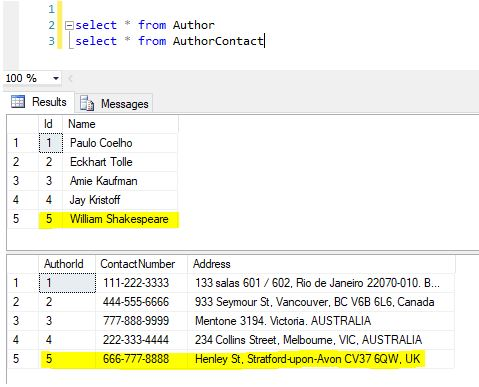 1
2 select * from Author
3 select * from AuthorContact
100 %
Results Messages
Id Name
1 1 Paulo Coelho
2 2 Eckhart Tolle
3 3 Amie Kaufman
4 4 Jay Kristoff
5 5 William Shakespeare
AuthorId ContactNumber Address
1 1 111-222-3333 133 salas 601 / 602, Rio de Janeiro 22070-010. B...
2 2 444-555-6666 933 Seymour St, Vancouver, BC V6B 6L6, Canada
3 3 777-888-9999 Mentone 3194. Victoria. AUSTRALIA
4 4 222-333-4444 234 Collins Street, Melbourne, VIC, AUSTRALIA
5 5 666-777-8888 Henley St, Stratford-upon-Avon CV37 6QW, UK